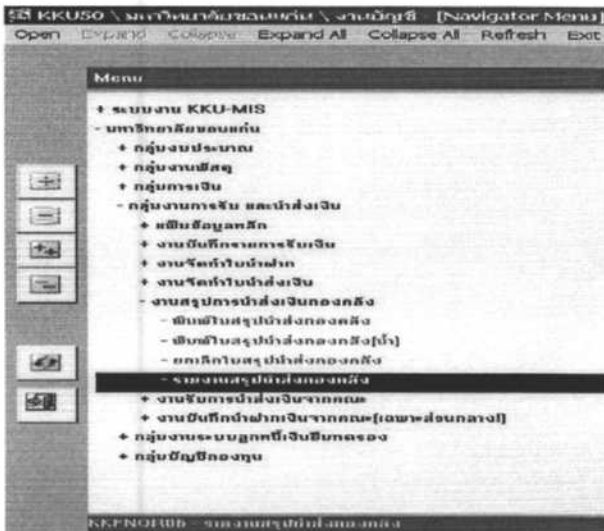 KKU50 \ มหาวิทยาลัยขอนแก่น \ งานบัญชี [Navigator Menu]
Open Expand Collapse Expand All Collapse All Refresh Exit
Menu
+ ระบบงาน KKU-MIS
- มหาวิทยาลัยขอนแก่น
+ กลุ่มงบประมาณ
+ กลุ่มงานพัสดุ
+ กลุ่มการเงิน
- กลุ่มงานการรับ และนำส่งเงิน
+ แฟ้มข้อมูลหลัก
+ งานบันทึกรายการรับเงิน
+ งานจัดทำใบนำฝาก
+ งานจัดทำใบนำส่งเงิน
- งานสรุปการนำส่งเงินกองคลัง
- พิมพ์ใบสรุปนำส่งกองคลัง
- พิมพ์ใบสรุปนำส่งกองคลัง(น้ำ)
- ยกเลิกใบสรุปนำส่งกองคลัง
- รายงานสรุปนำส่งกองคลัง
+ งานรับการนำส่งเงินจากคณะ
+ งานบันทึกนำฝากเงินจากคณะ(เฉพาะส่วนกลาง!)
+ กลุ่มงานระบบลูกหนี้เงินยืมทดรอง
+ กลุ่มบัญชีกองทุน
- รายงานสรุปนำส่งกองคลัง